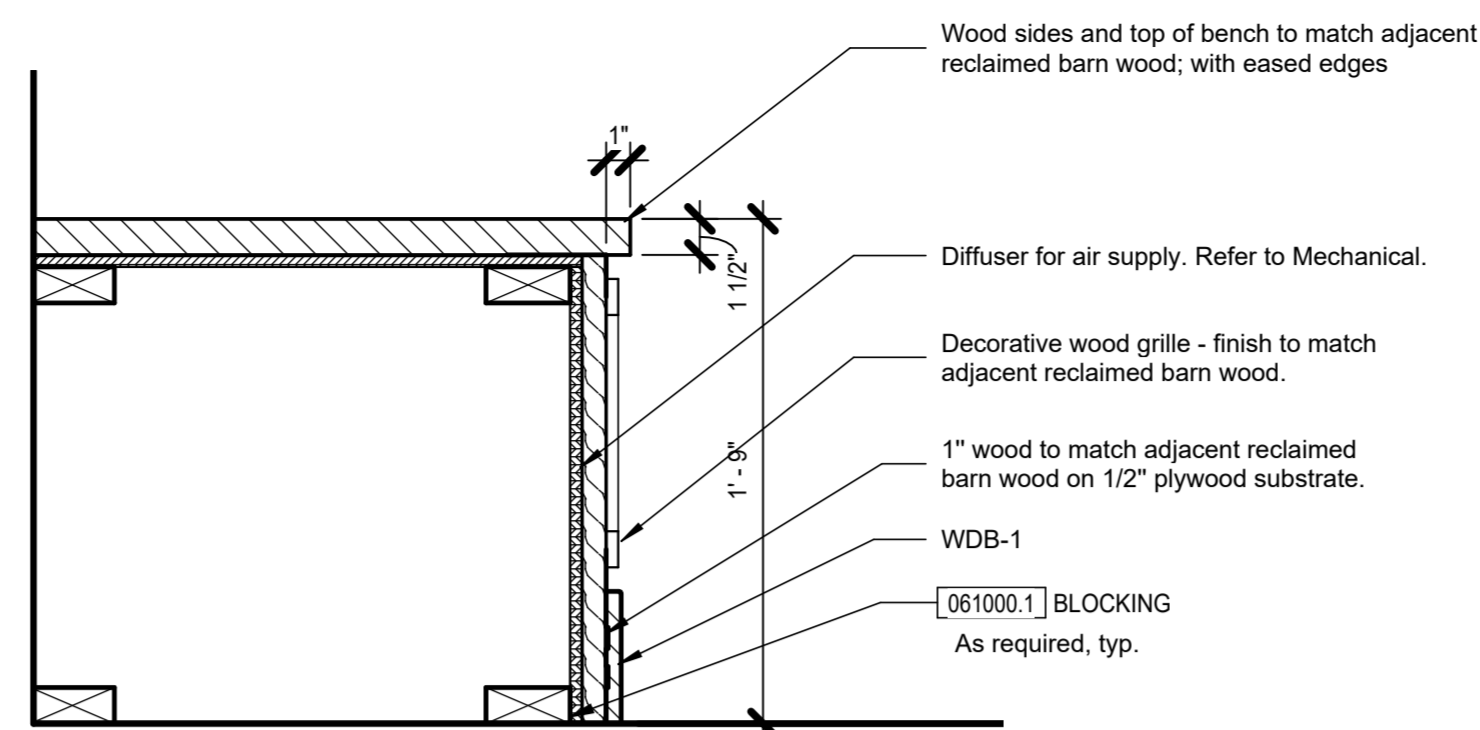 Wood sides and top of bench to match adjacent
reclaimed barn wood; with eased edges
1"
1 1/2"
Diffuser for air supply. Refer to Mechanical.
Decorative wood grille - finish to match
adjacent reclaimed barn wood.
1' - 9"
1" wood to match adjacent reclaimed
barn wood on 1/2" plywood substrate.
WDB-1
061000.1 BLOCKING
As required, typ.